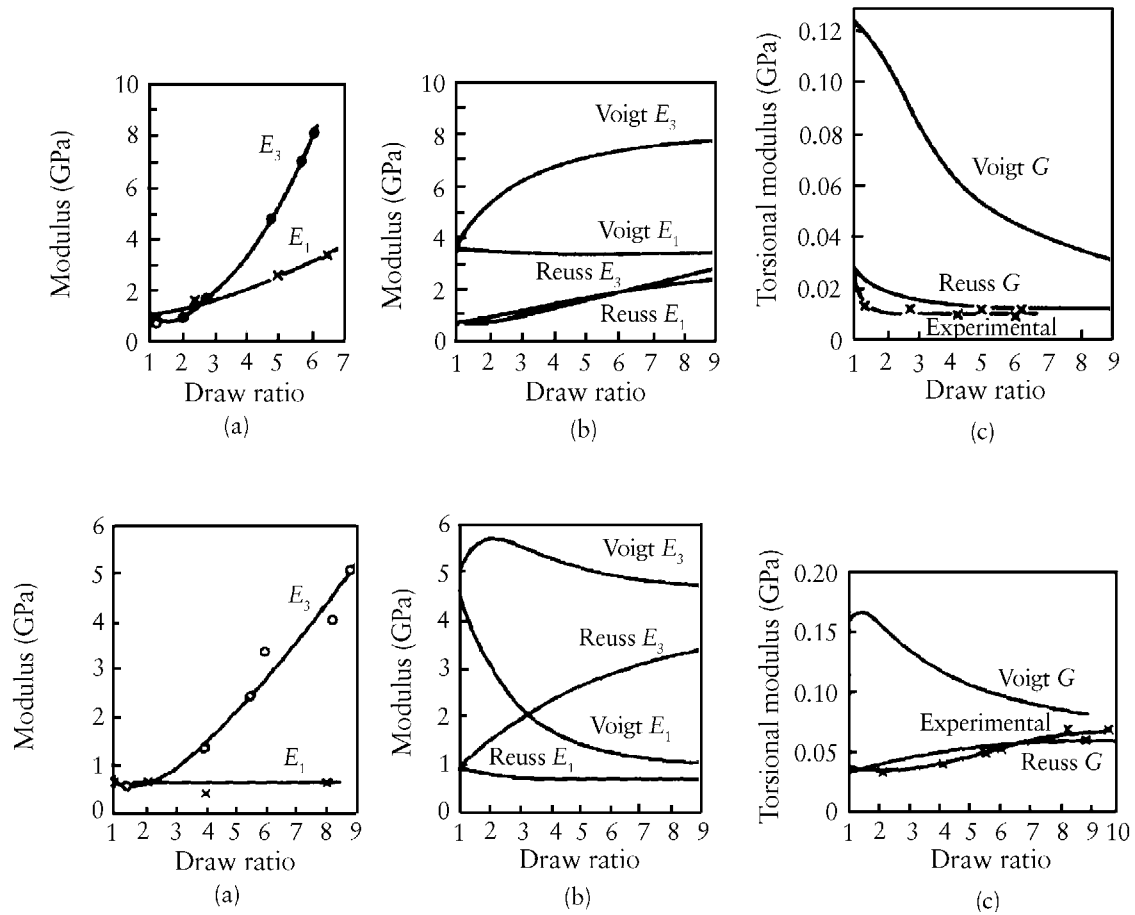 Modulus (GPa)
10
8
6
4
2
0
E3
E1
1 2 3 4 5 6 7
Draw ratio
(a)
Modulus (GPa)
10
8
6
4
2
0
Voigt E3
Voigt E1
Reuss E3
Reuss E1
1 2 3 4 5 6 7 8 9
Draw ratio
(b)
Torsional modulus (GPa)
0.12
0.10
0.08
0.06
0.04
0.02
0
Voigt G
Reuss G
Experimental
1 2 3 4 5 6 7 8 9
Draw ratio
(c)
Modulus (GPa)
6
5
4
3
2
1
0
E3
E1
1 2 3 4 5 6 7 8 9
Draw ratio
(a)
Modulus (GPa)
6
5
4
3
2
1
0
Voigt E3
Reuss E3
Voigt E1
Reuss E1
1 2 3 4 5 6 7 8 9
Draw ratio
(b)
Torsional modulus (GPa)
0.20
0.15
0.10
0.05
0
Voigt G
Experimental
Reuss G
1 2 3 4 5 6 7 8 9 10
Draw ratio
(c)